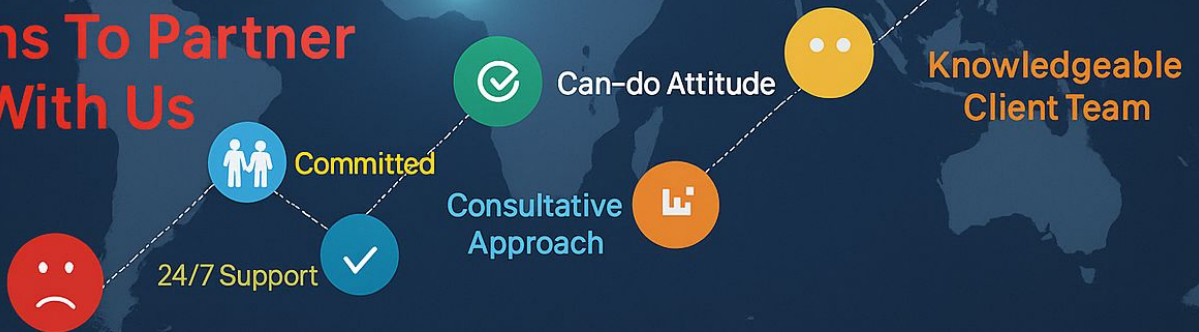 ns To Partner
With Us
Can-do Attitude
Knowledgeable
Client Team
Committed
Consultative
Approach
24/7 Support